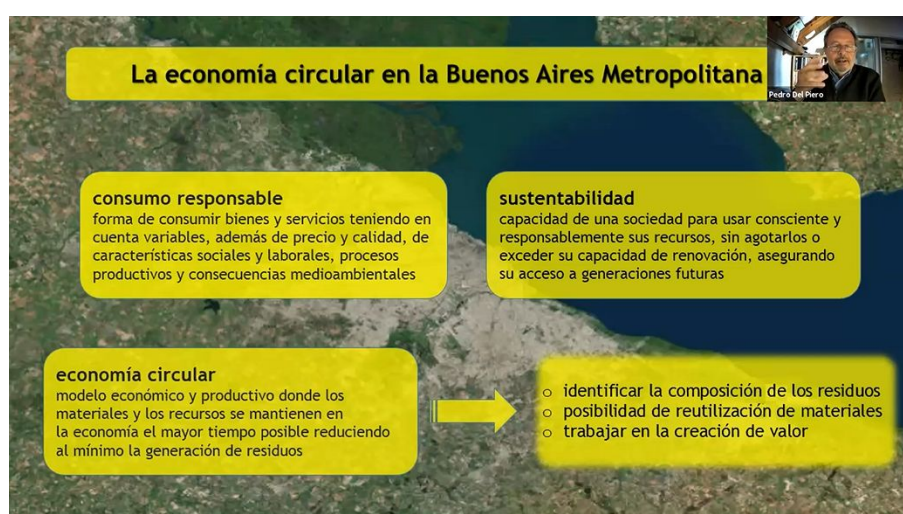 La economía circular en la Buenos Aires Metropolitana
Pedro Del Piero
consumo responsable
forma de consumir bienes y servicios teniendo en
cuenta variables, además de precio y calidad, de
características sociales y laborales, procesos
productivos y consecuencias medioambientales
sustentabilidad
capacidad de una sociedad para usar consciente y
responsablemente sus recursos, sin agotarlos o
exceder su capacidad de renovación, asegurando
su acceso a generaciones futuras
economía circular
modelo económico y productivo donde los
materiales y los recursos se mantienen en
la economía el mayor tiempo posible reduciendo
al mínimo la generación de residuos
o identificar la composición de los residuos
o posibilidad de reutilización de materiales
o trabajar en la creación de valor